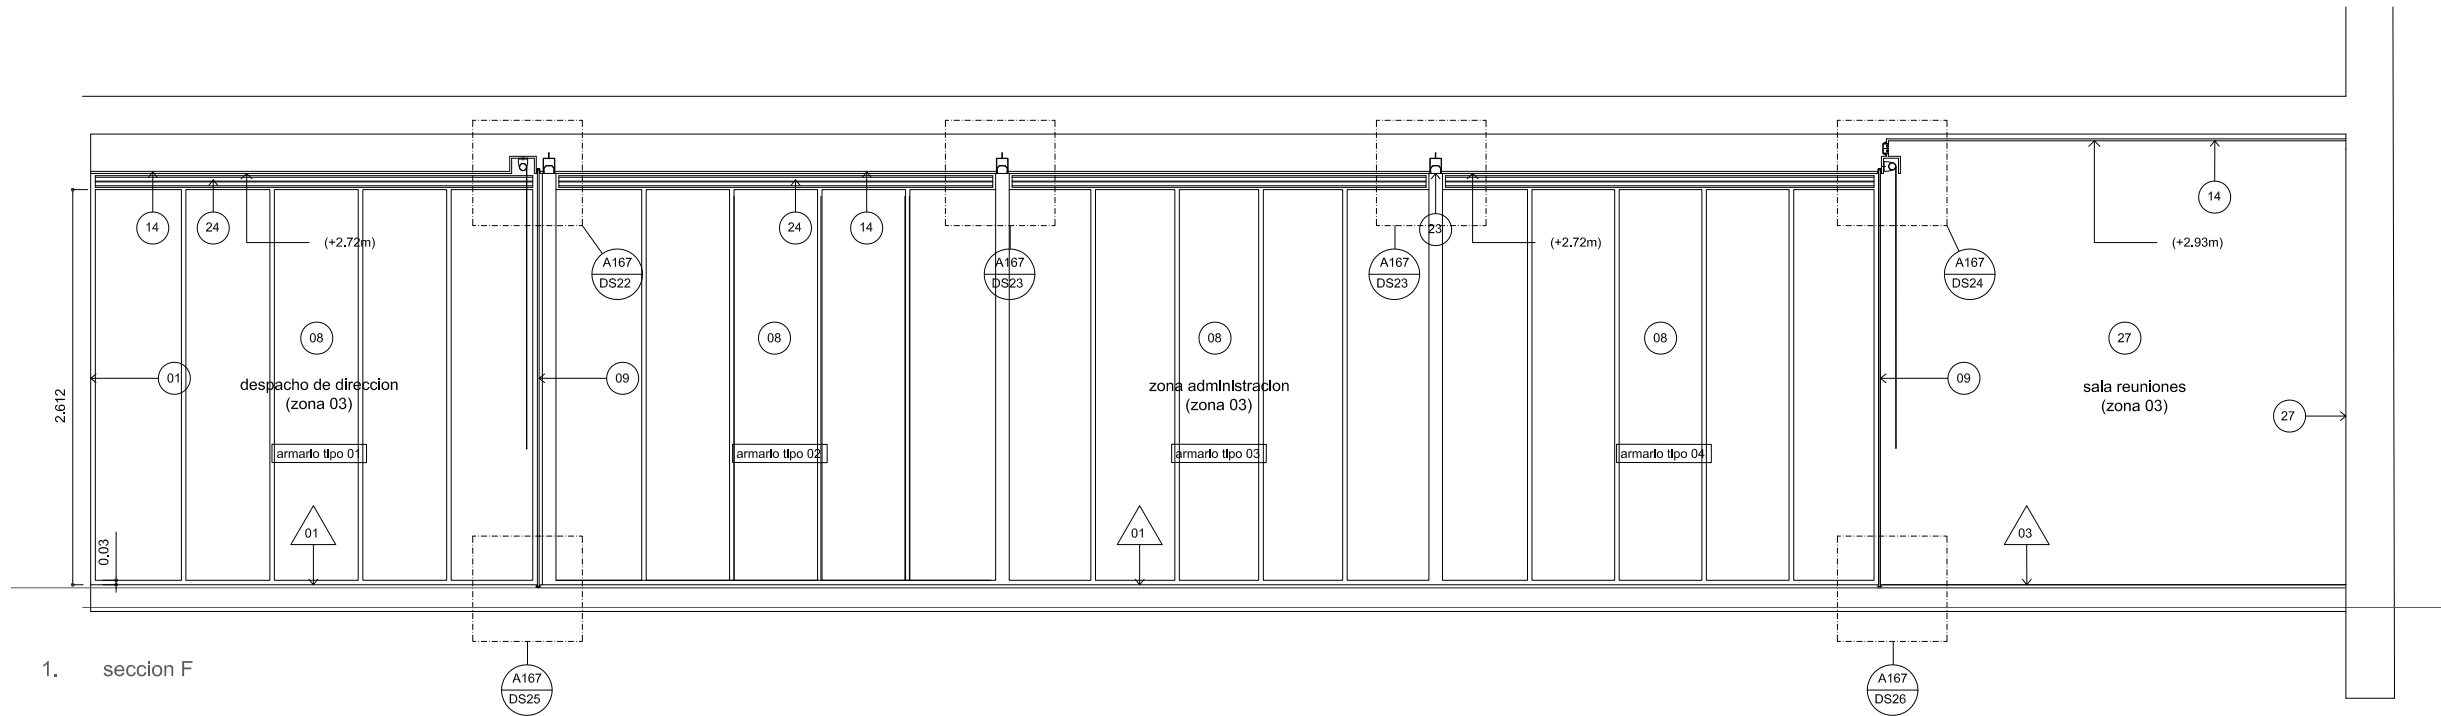 14
24
(+2.72m)
A167
DS22
24
14
A167
DS23
A167
DS23
23
(+2.72m)
A167
DS24
(+2.93m)
14
08
08
08
08
27
01
09
09
27
2.612
despacho de direccion
(zona 03)
zona administracion
(zona 03)
sala reuniones
(zona 03)
armario tipo 01
armario tipo 02
armario tipo 03
armario tipo 04
0.03
01
01
03
1. seccion F
A167
DS25
A167
DS26